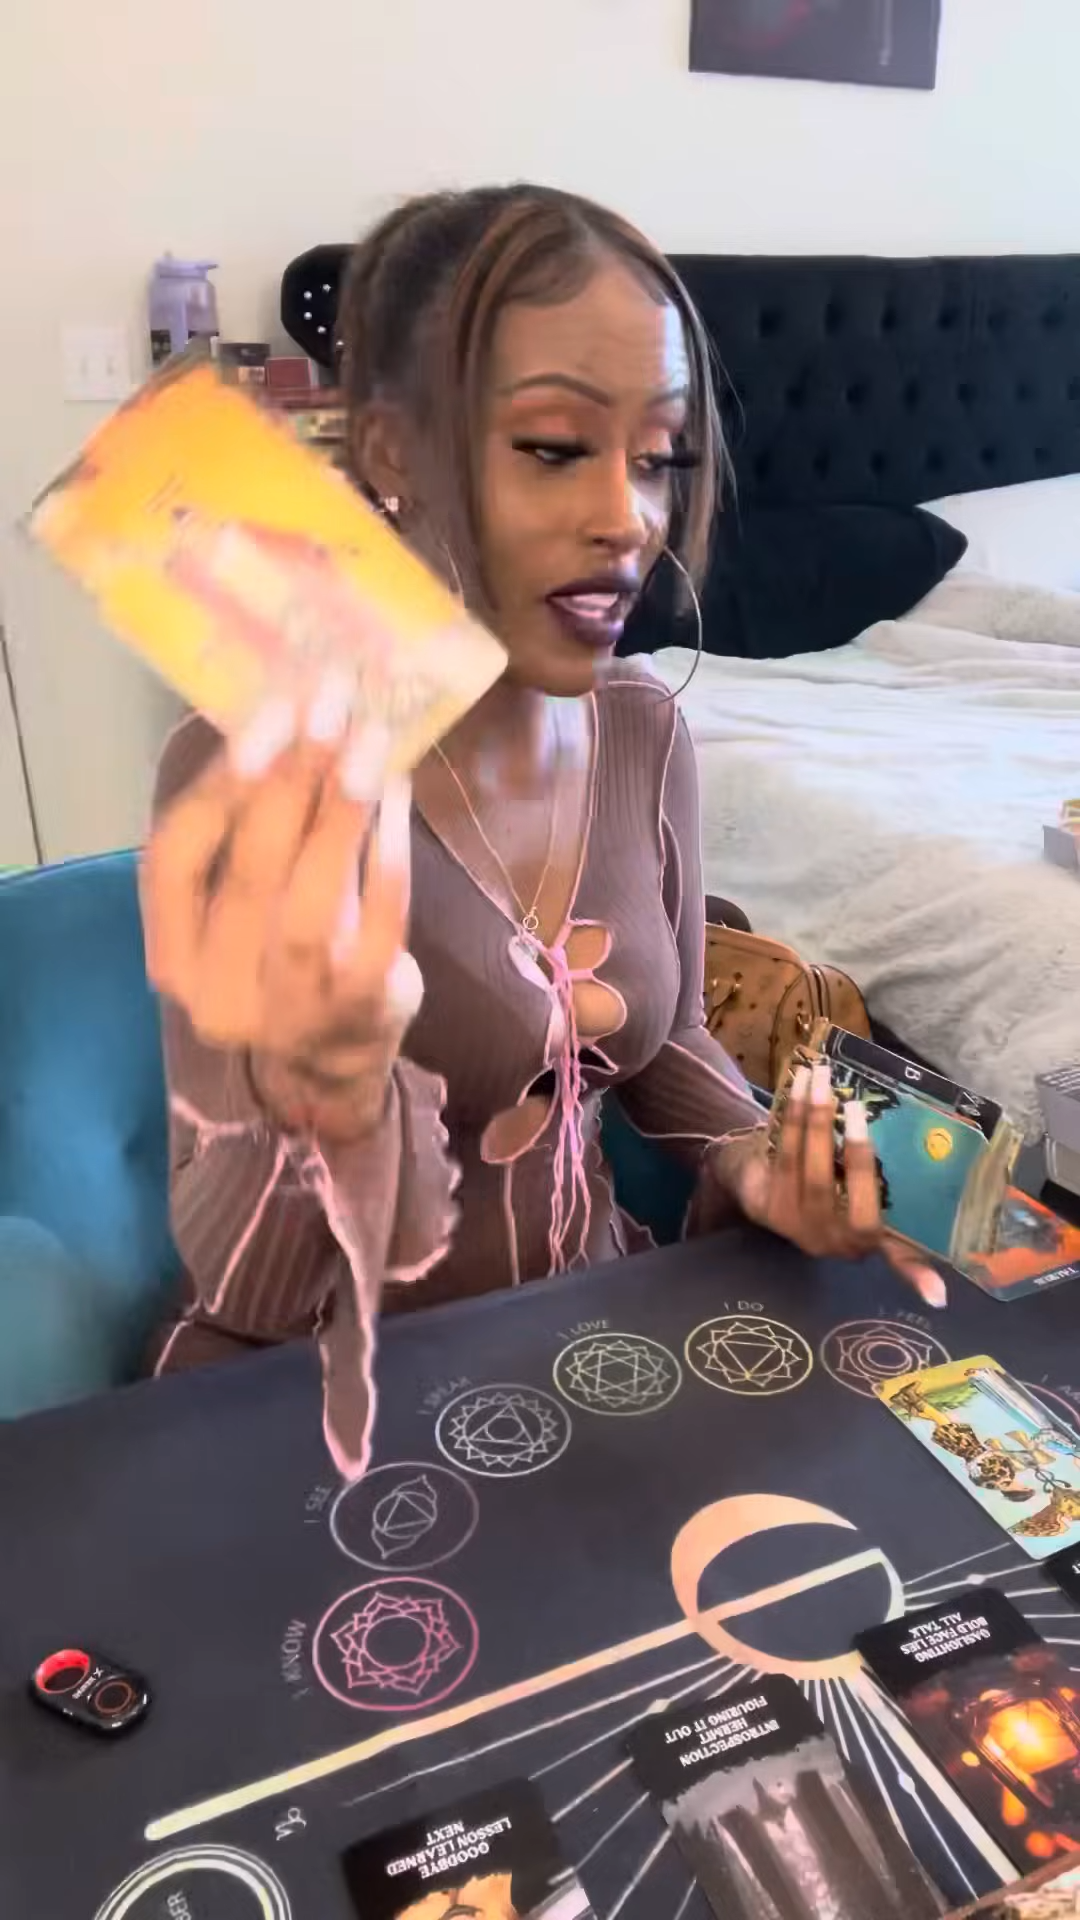 B
TAURUS
I DO
I FEEL
I LOVE
I SPEAK
I SEE
I KNOW
GASLIGHTING
BOLD FACE LIES
ALL TALK
INTROSPECTION
HERMIT
FIGURING IT OUT
GOODBYE
LESSON LEARNED
NEXT